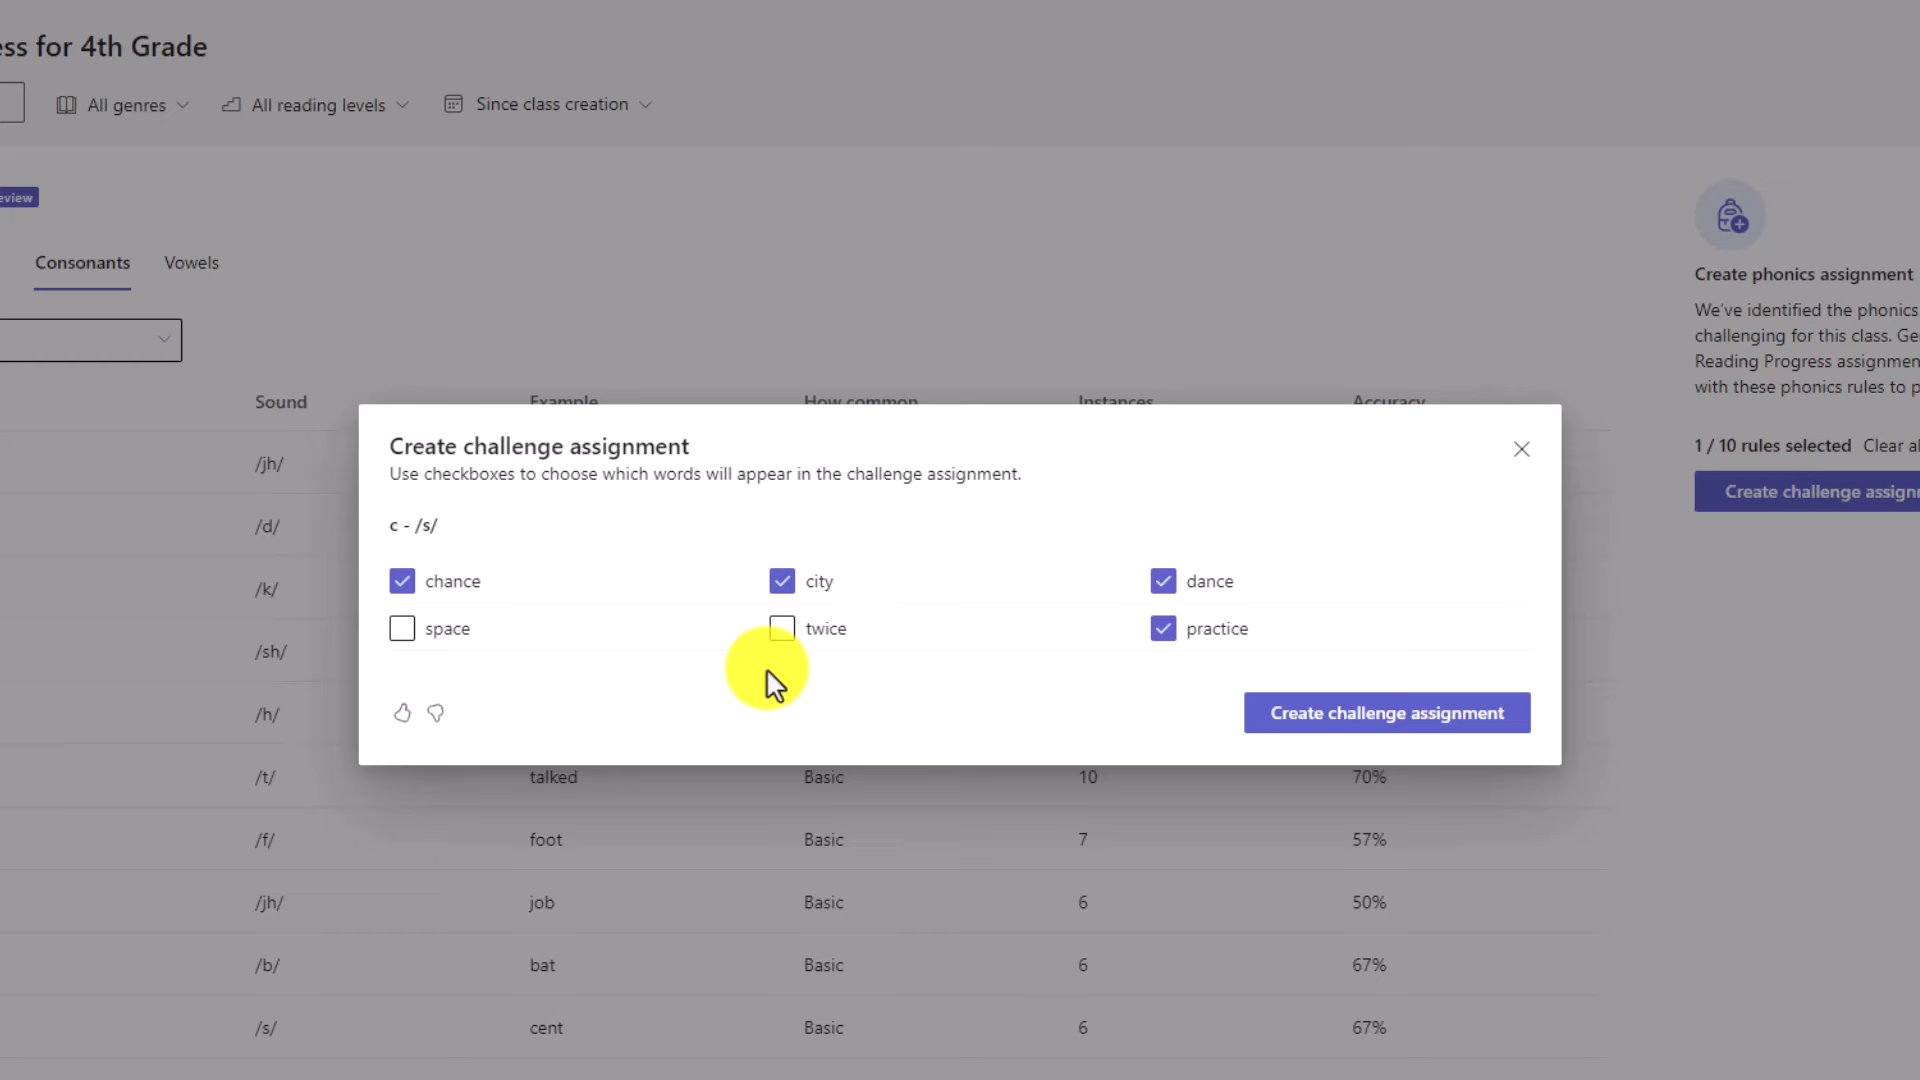 ess for 4th Grade
All genres All reading levels Since class creation
eview
Consonants Vowels
Create phonics assignment
We've identified the phonics
challenging for this class. Ge
Reading Progress assignmen
with these phonics rules to p
1 / 10 rules selected Clear al
Create challenge assignm
Sound Example How common Instances Accuracy
/jh/
/d/
/k/
/sh/
/h/
/t/ talked Basic 10 70%
/f/ foot Basic 7 57%
/jh/ job Basic 6 50%
/b/ bat Basic 6 67%
/s/ cent Basic 6 67%
Create challenge assignment
Use checkboxes to choose which words will appear in the challenge assignment.
c - /s/
chance city dance
space twice practice
Create challenge assignment